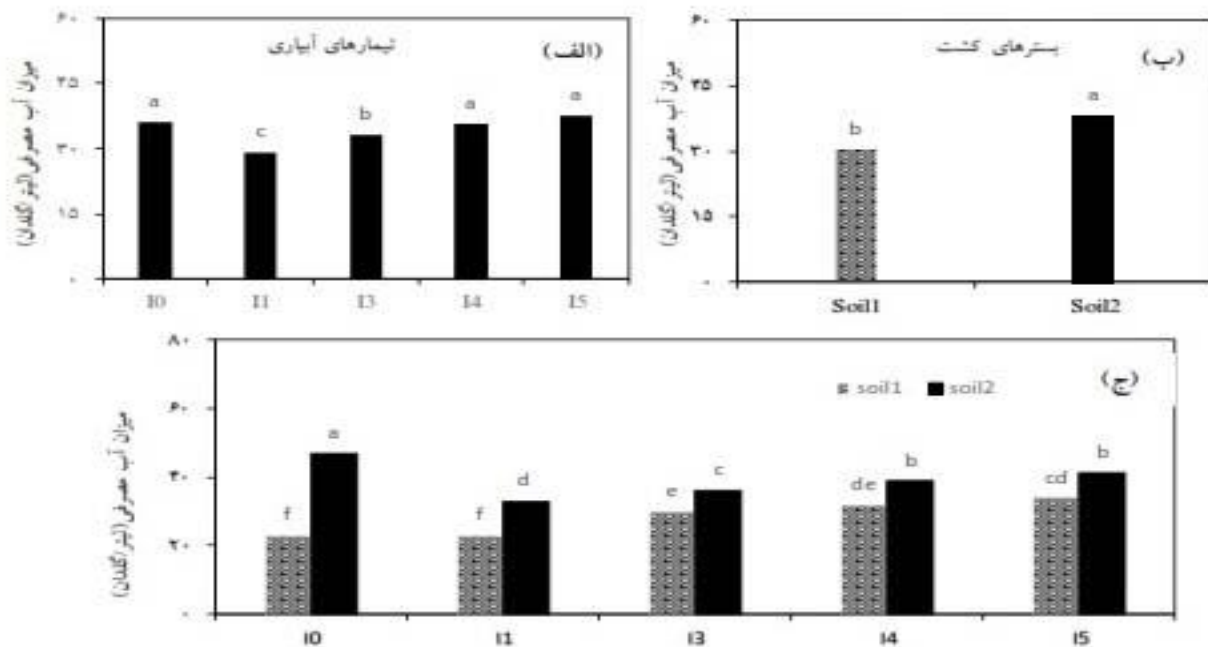 تیمارهای آبیاری
(الف)
میزان آب مصرفی(لیتر/گلدان)
۶۰
۴۵
۳۰
۱۵
۰
a
c
b
a
a
I0 I1 I3 I4 I5
بسترهای کشت
(ب)
میزان آب مصرفی(لیتر/گلدان)
۶۰
۴۵
۳۰
۱۵
۰
b
a
Soil1 Soil2
(ج)
soil1 soil2
میزان آب مصرفی(لیتر/گلدان)
۸۰
۶۰
۴۰
۲۰
۰
f a
f d
e c
de b
cd b
I0 I1 I3 I4 I5